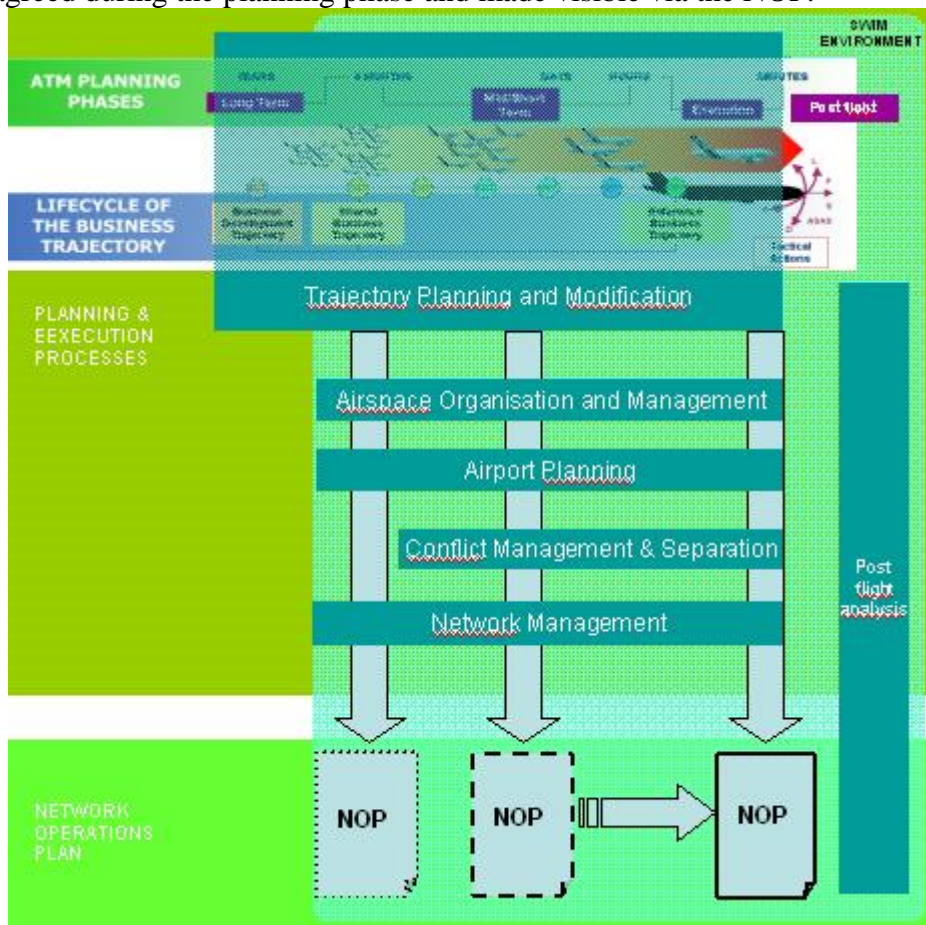 agreed during the planning phase and made visible via the NOP.
SWIM
ENVIRONMENT
ATM PLANNING
PHASES
YEARS
6 MONTHS
DAYS
HOURS
MINUTES
Long Term
Med/Short
Term
Execution
Post flight
LIFECYCLE OF
THE BUSINESS
TRAJECTORY
Business
Development
Trajectory
Shared
Business
Trajectory
Reference
Business
Trajectory
ASAS
Tactical
Actions
Trajectory Planning and Modification
PLANNING &
EEXECUTION
PROCESSES
Airspace Organisation and Management
Airport Planning
Conflict Management & Separation
Network Management
Post
flight
analysis
NETWORK
OPERATIONS
PLAN
NOP
NOP
NOP